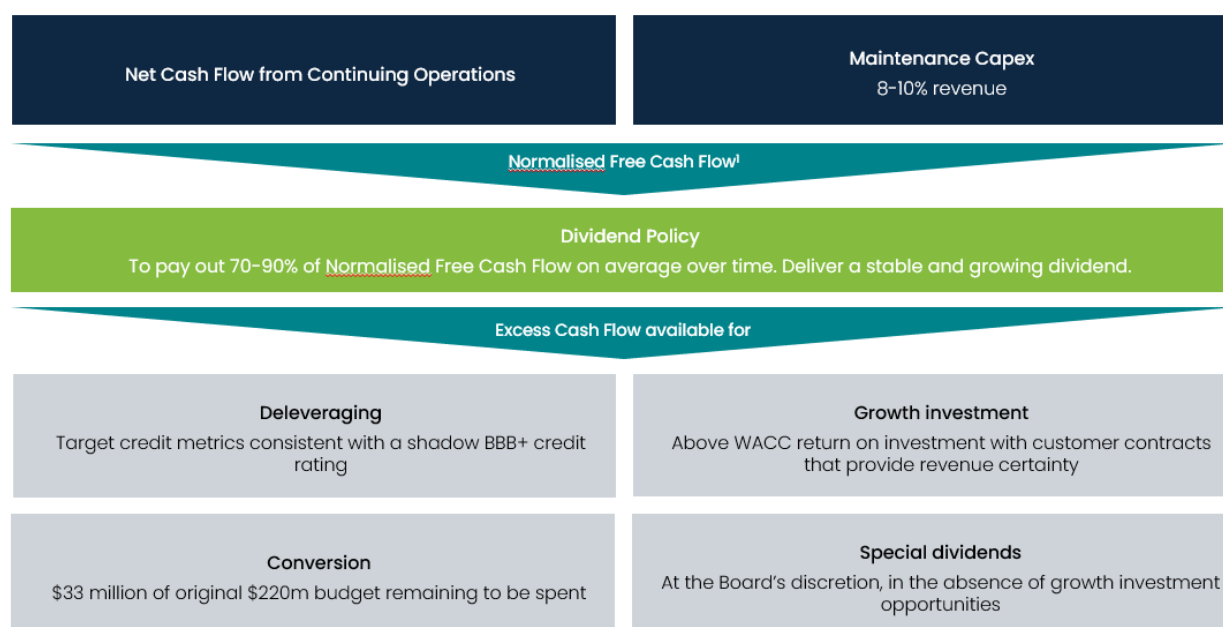 Net Cash Flow from Continuing Operations
Maintenance Capex
8-10% revenue
Normalised Free Cash Flow¹
Dividend Policy
To pay out 70-90% of Normalised Free Cash Flow on average over time. Deliver a stable and growing dividend.
Excess Cash Flow available for
Deleveraging
Target credit metrics consistent with a shadow BBB+ credit
rating
Growth investment
Above WACC return on investment with customer contracts
that provide revenue certainty
Conversion
$33 million of original $220m budget remaining to be spent
Special dividends
At the Board’s discretion, in the absence of growth investment
opportunities